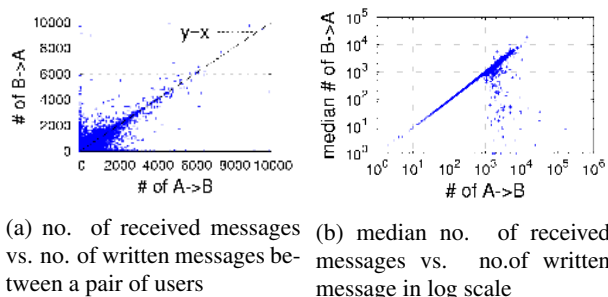 10000
8000
6000
4000
2000
0
# of B->A
y=x
0 2000 4000 6000 8000 10000
# of A->B
10^5
10^4
10^3
10^2
10^1
10^0
median # of B->A
10^0 10^1 10^2 10^3 10^4 10^5 10^6
# of A->B
(a) no. of received messages
vs. no. of written messages be-
tween a pair of users
(b) median no. of received
messages vs. no.of written
message in log scale